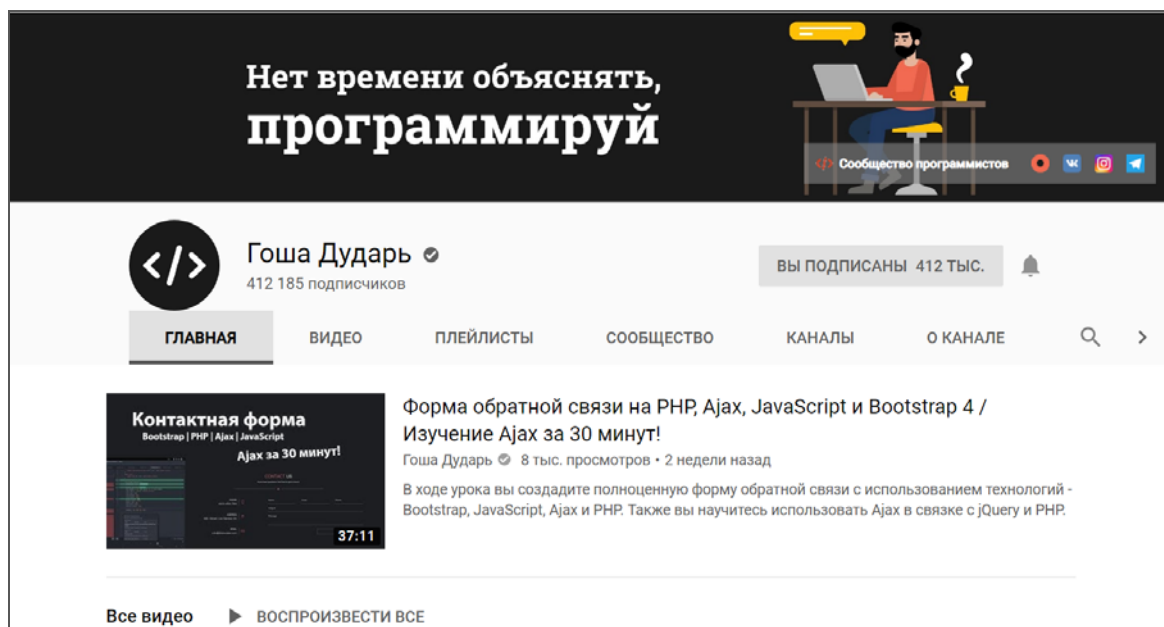 Нет времени объяснять,
программируй
</> Сообщество программистов
</>
Гоша Дударь
412 185 подписчиков
ВЫ ПОДПИСАНЫ 412 ТЫС.
ГЛАВНАЯ ВИДЕО ПЛЕЙЛИСТЫ СООБЩЕСТВО КАНАЛЫ О КАНАЛЕ
Контактная форма
Bootstrap | PHP | Ajax | JavaScript
Ajax за 30 минут!
CONTACT US
37:11
Форма обратной связи на PHP, Ajax, JavaScript и Bootstrap 4 /
Изучение Ajax за 30 минут!
Гоша Дударь 8 тыс. просмотров • 2 недели назад
В ходе урока вы создадите полноценную форму обратной связи с использованием технологий -
Bootstrap, JavaScript, Ajax и PHP. Также вы научитесь использовать Ajax в связке с jQuery и PHP.
Все видео ВОСПРОИЗВЕСТИ ВСЕ